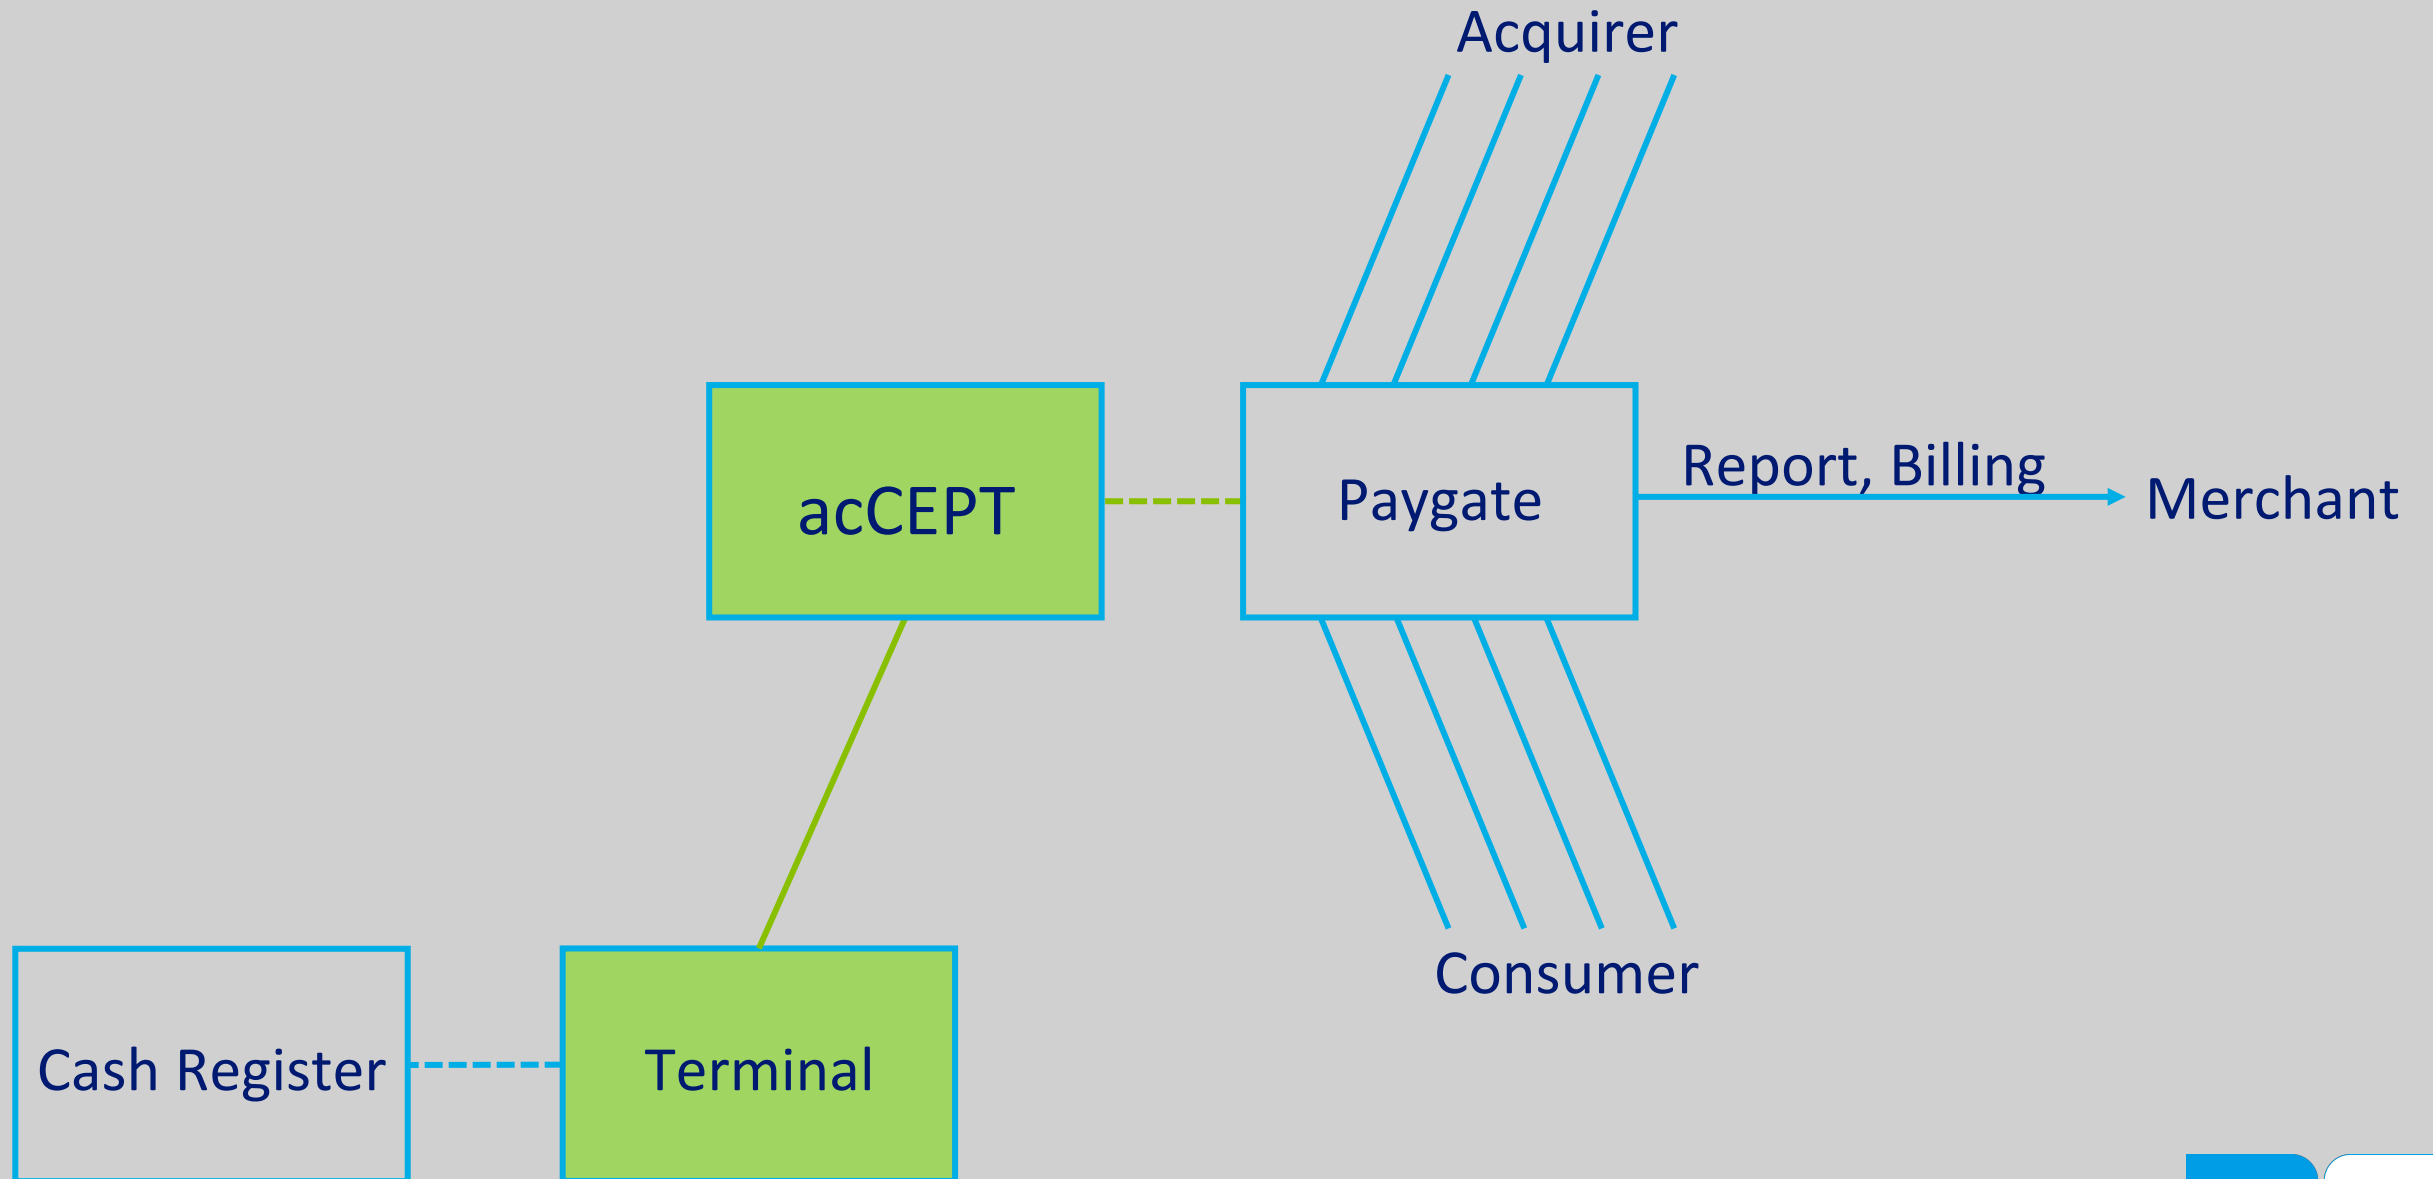 Acquirer
acCEPT
Paygate
Report, Billing
Merchant
Consumer
Cash Register
Terminal